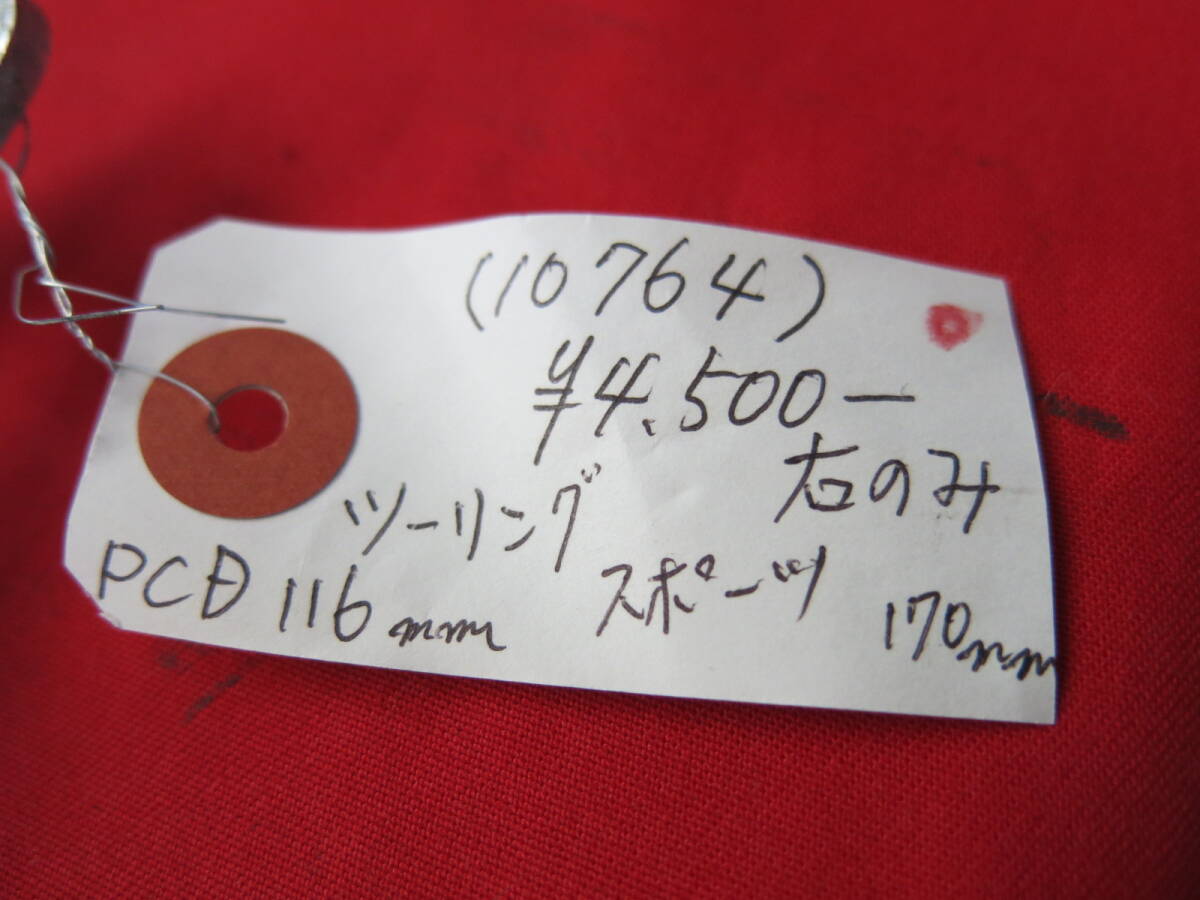 (10764)
¥4.500-
右のみ
ツーリング
スポーツ
PCD 116mm
170mm